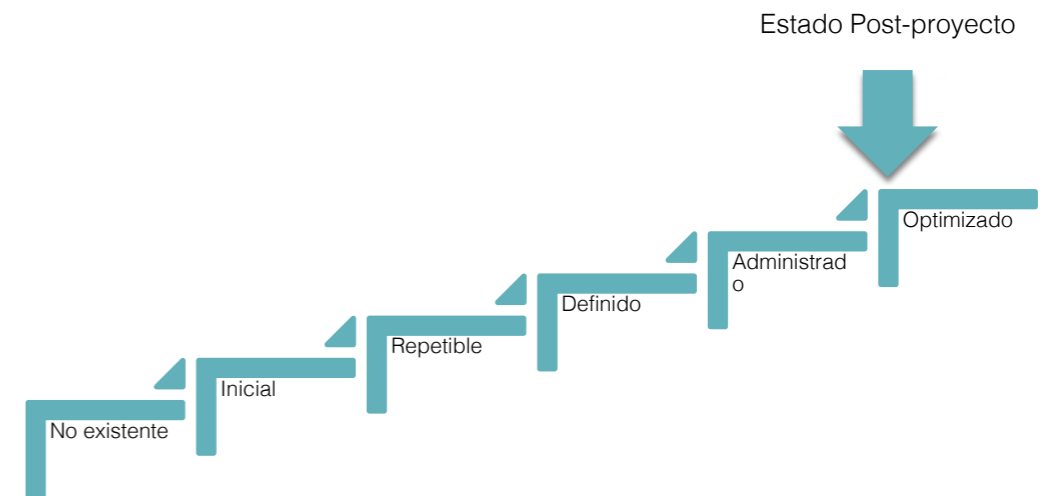 Estado Post-proyecto
Optimizado
Administrad
o
Definido
Repetible
Inicial
No existente